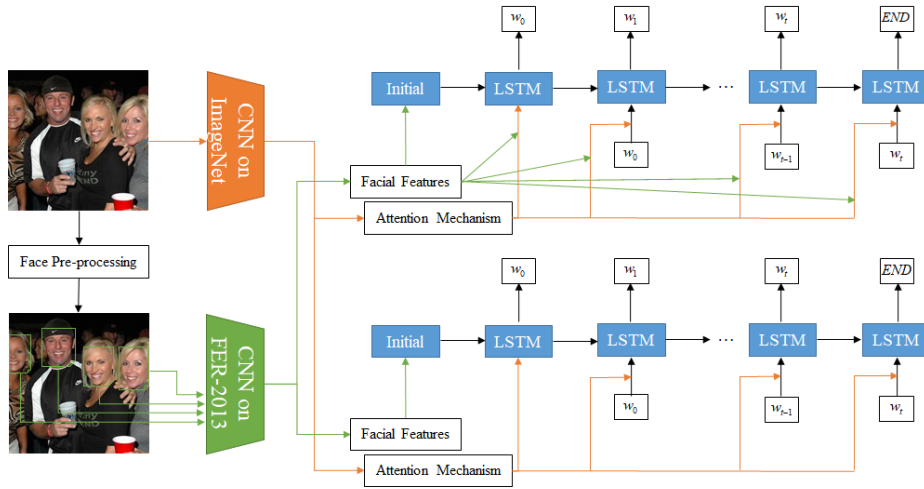 w0
w1
wt
END
CNN on
ImageNet
Initial
LSTM
LSTM
...
LSTM
LSTM
w0
wt−1
wt
Facial Features
Attention Mechanism
Face Pre-processing
w0
w1
wt
END
CNN on
FER-2013
Initial
LSTM
LSTM
...
LSTM
LSTM
w0
wt−1
wt
Facial Features
Attention Mechanism